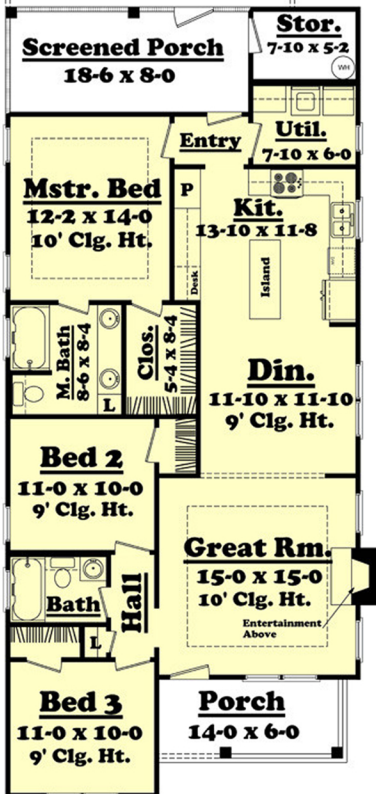 Stor.
7-10 x 5-2
WH
Screened Porch
18-6 x 8-0
Entry
Util.
7-10 x 6-0
Mstr. Bed
12-2 x 14-0
10' Clg. Ht.
P
Kit.
13-10 x 11-8
Desk
Island
M. Bath
8-6 x 8-4
L
Clos.
5-4 x 8-4
Din.
11-10 x 11-10
9' Clg. Ht.
Bed 2
11-0 x 10-0
9' Clg. Ht.
Great Rm.
15-0 x 15-0
10' Clg. Ht.
Entertainment
Above
Bath
Hall
L
Bed 3
11-0 x 10-0
9' Clg. Ht.
Porch
14-0 x 6-0